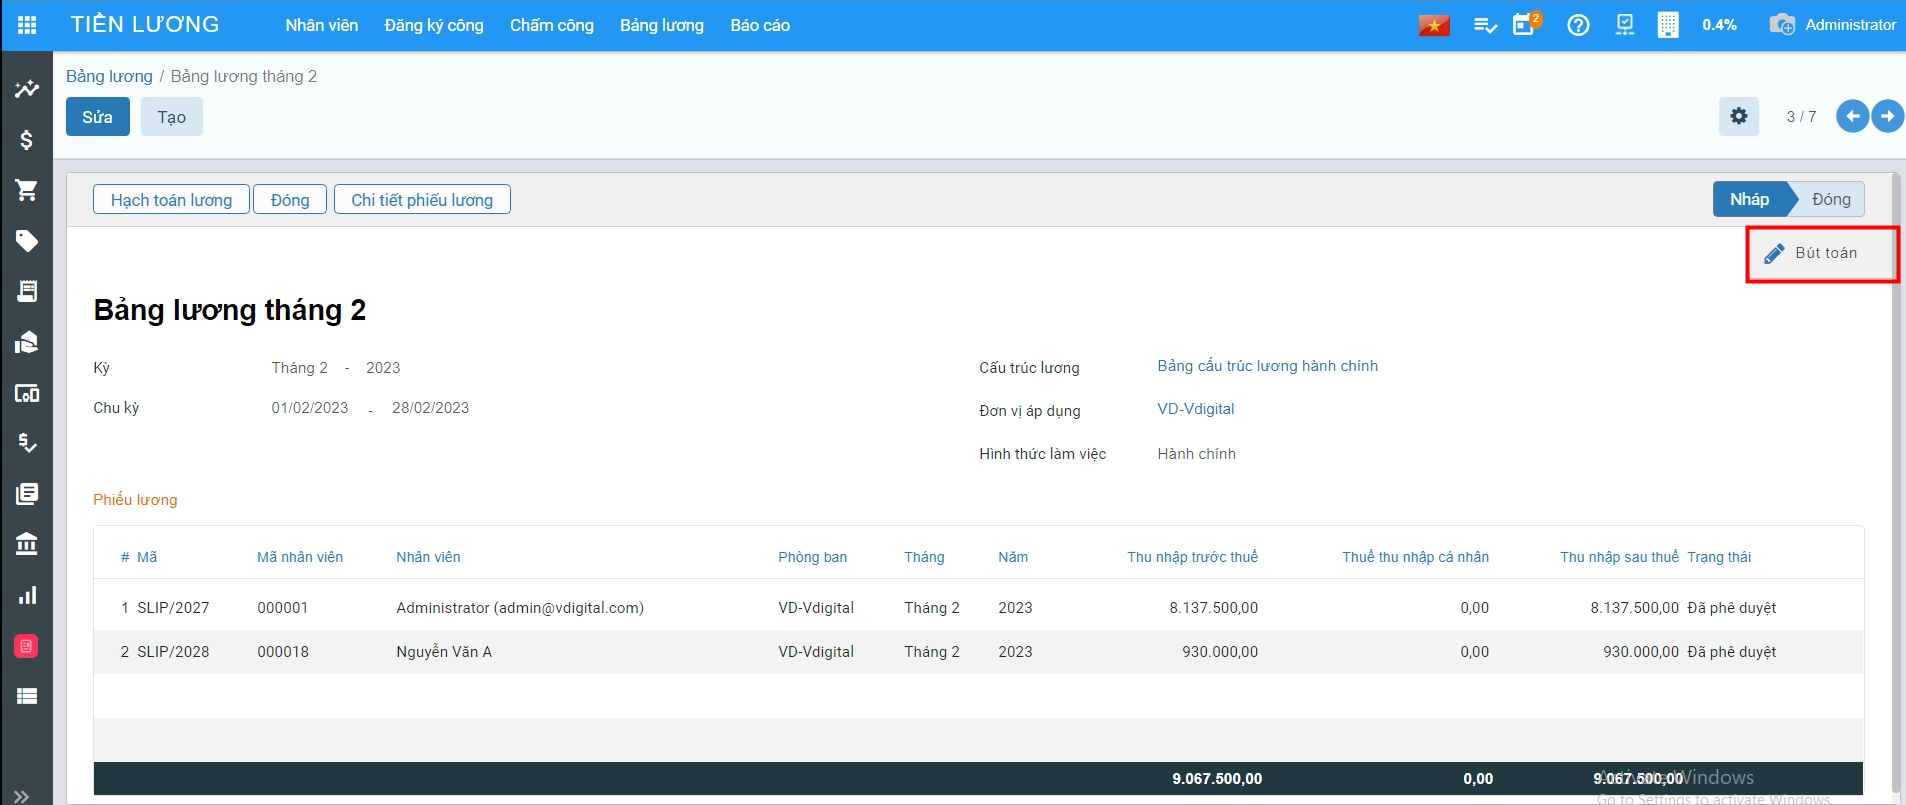 TIỀN LƯƠNG Nhân viên Đăng ký công Chấm công Bảng lương Báo cáo 2 0.4% Administrator
Bảng lương / Bảng lương tháng 2
Sửa Tạo 3 / 7
Hạch toán lương Đóng Chi tiết phiếu lương Nháp Đóng
Bút toán
Bảng lương tháng 2
Kỳ Tháng 2 - 2023 Cấu trúc lương Bảng cấu trúc lương hành chính
Chu kỳ 01/02/2023 - 28/02/2023 Đơn vị áp dụng VD-Vdigital
Hình thức làm việc Hành chính
Phiếu lương
# Mã Mã nhân viên Nhân viên Phòng ban Tháng Năm Thu nhập trước thuế Thuế thu nhập cá nhân Thu nhập sau thuế Trạng thái
1 SLIP/2027 000001 Administrator (admin@vdigital.com) VD-Vdigital Tháng 2 2023 8.137.500,00 0,00 8.137.500,00 Đã phê duyệt
2 SLIP/2028 000018 Nguyễn Văn A VD-Vdigital Tháng 2 2023 930.000,00 0,00 930.000,00 Đã phê duyệt
9.067.500,00 0,00 9.067.500,00
Activate Windows
Go to Settings to activate Windows.